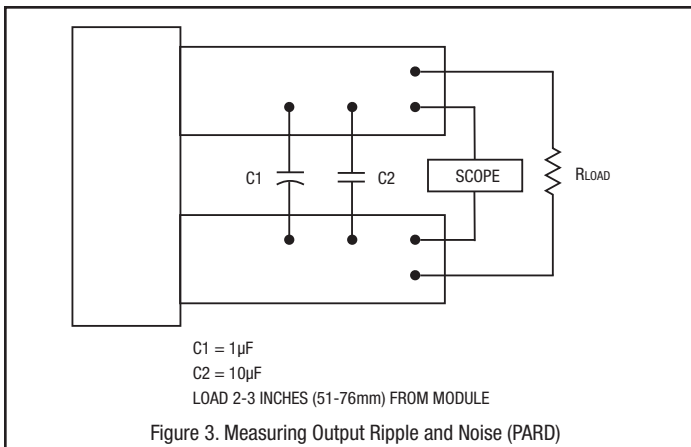 C1
C2
SCOPE
RLOAD
C1 = 1µF
C2 = 10µF
LOAD 2-3 INCHES (51-76mm) FROM MODULE
Figure 3. Measuring Output Ripple and Noise (PARD)